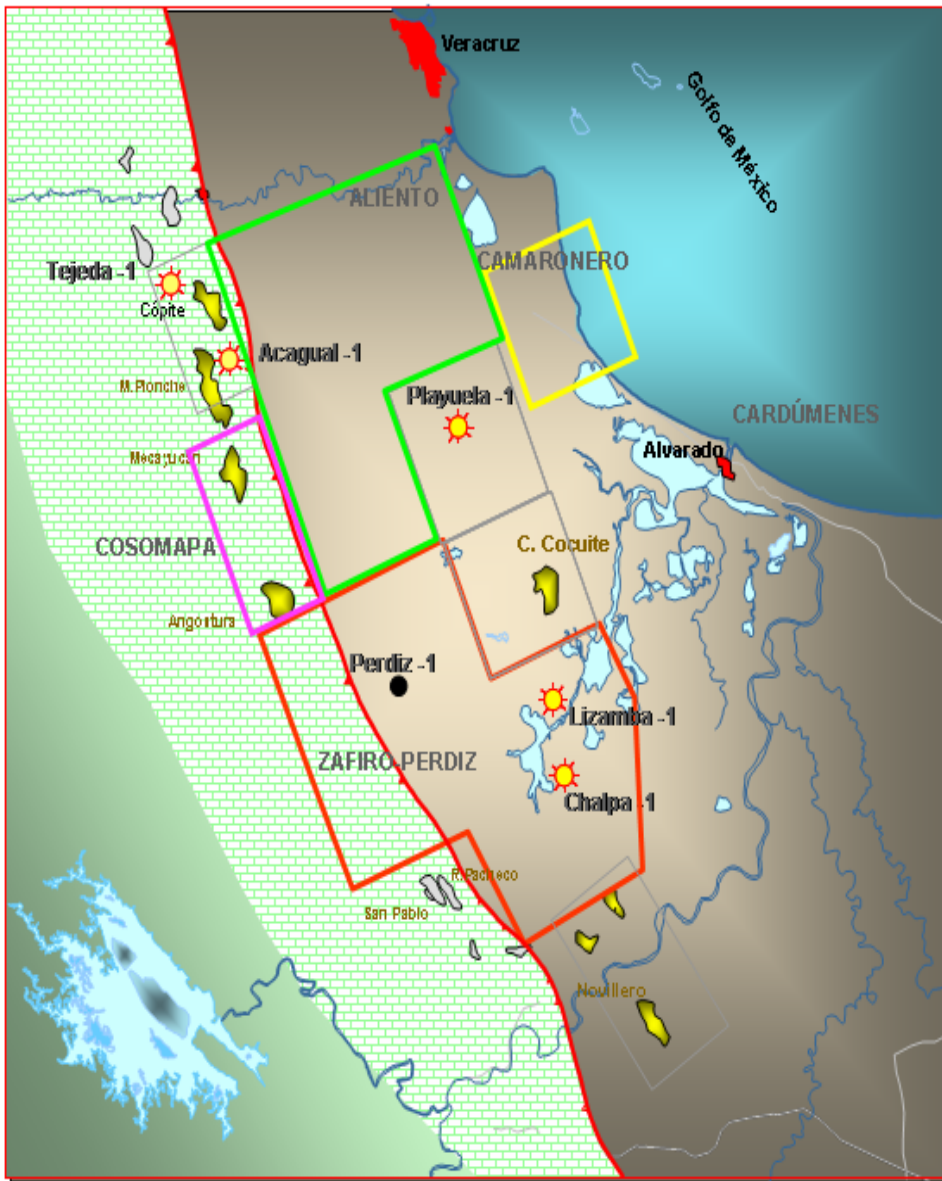 Veracruz
Golfo de México
ALIENTO
CAMARONERO
Tejeda -1
Cópite
Acagual -1
M. Pionche
Playuela -1
CARDÚMENES
Mecayucan
Alvarado
COSOMAPA
C. Cocuite
Angostura
Perdiz -1
Lizamba -1
ZAFIRO-PERDIZ
Chalpa -1
R. Pacheco
San Pablo
Novillero